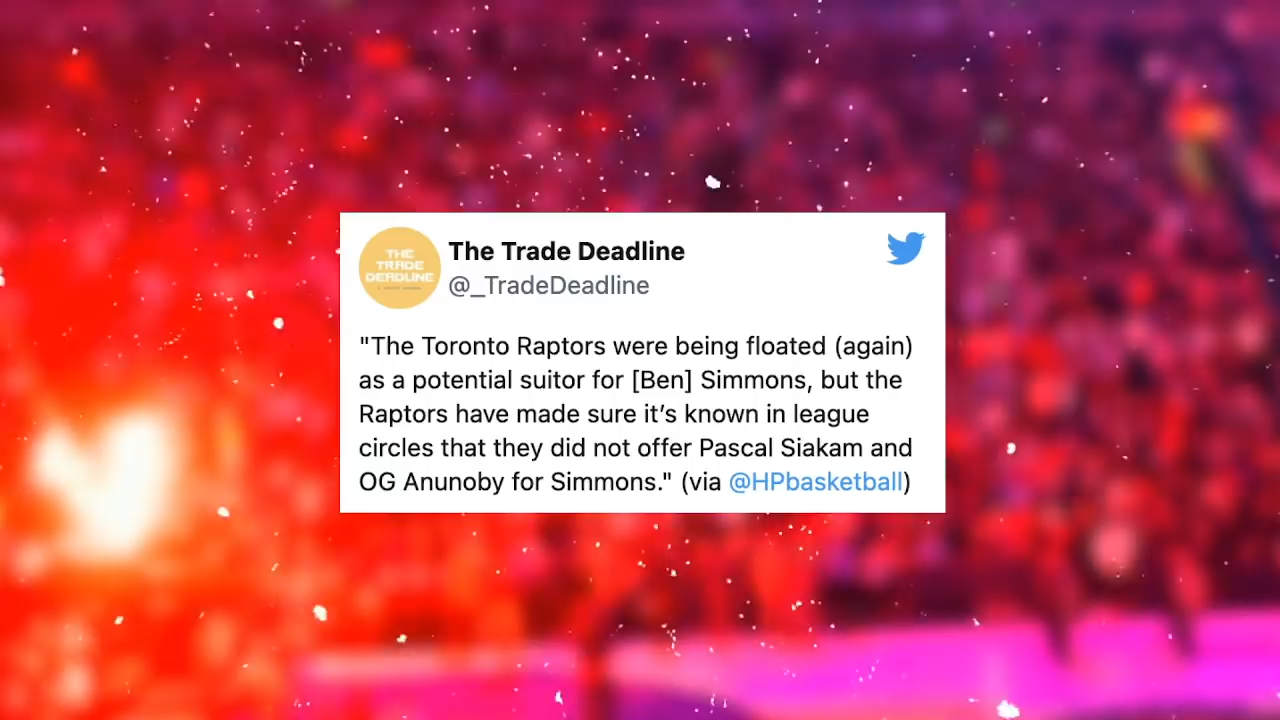 THE
TRADE
DEADLINE
The Trade Deadline
@_TradeDeadline
"The Toronto Raptors were being floated (again)
as a potential suitor for [Ben] Simmons, but the
Raptors have made sure it’s known in league
circles that they did not offer Pascal Siakam and
OG Anunoby for Simmons." (via @HPbasketball)